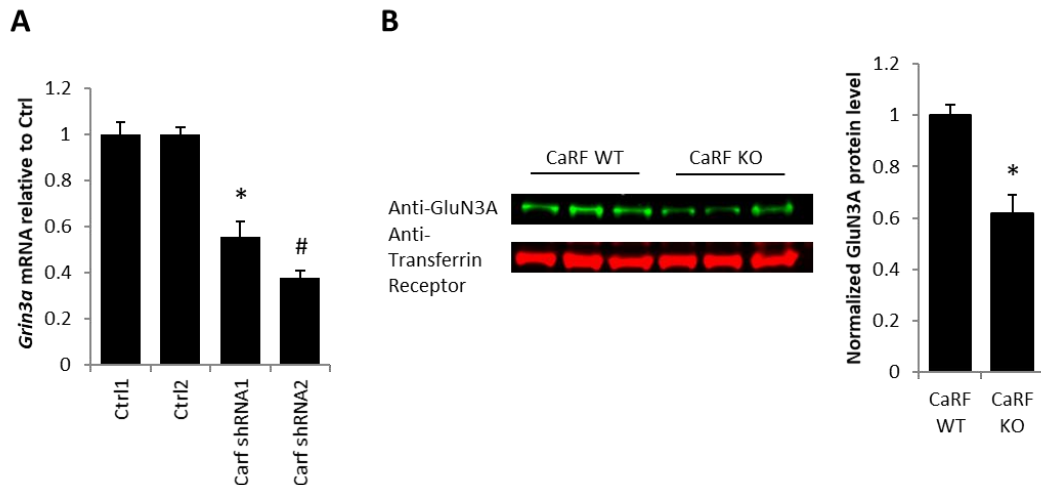 A
Grin3a mRNA relative to Ctrl
1.2
1
0.8
0.6
0.4
0.2
0
*
#
Ctrl1
Ctrl2
Carf shRNA1
Carf shRNA2
B
CaRF WT
CaRF KO
Anti-GluN3A
Anti-
Transferrin
Receptor
Normalized GluN3A protein level
1.2
1
0.8
0.6
0.4
0.2
0
*
CaRF
WT
CaRF
KO